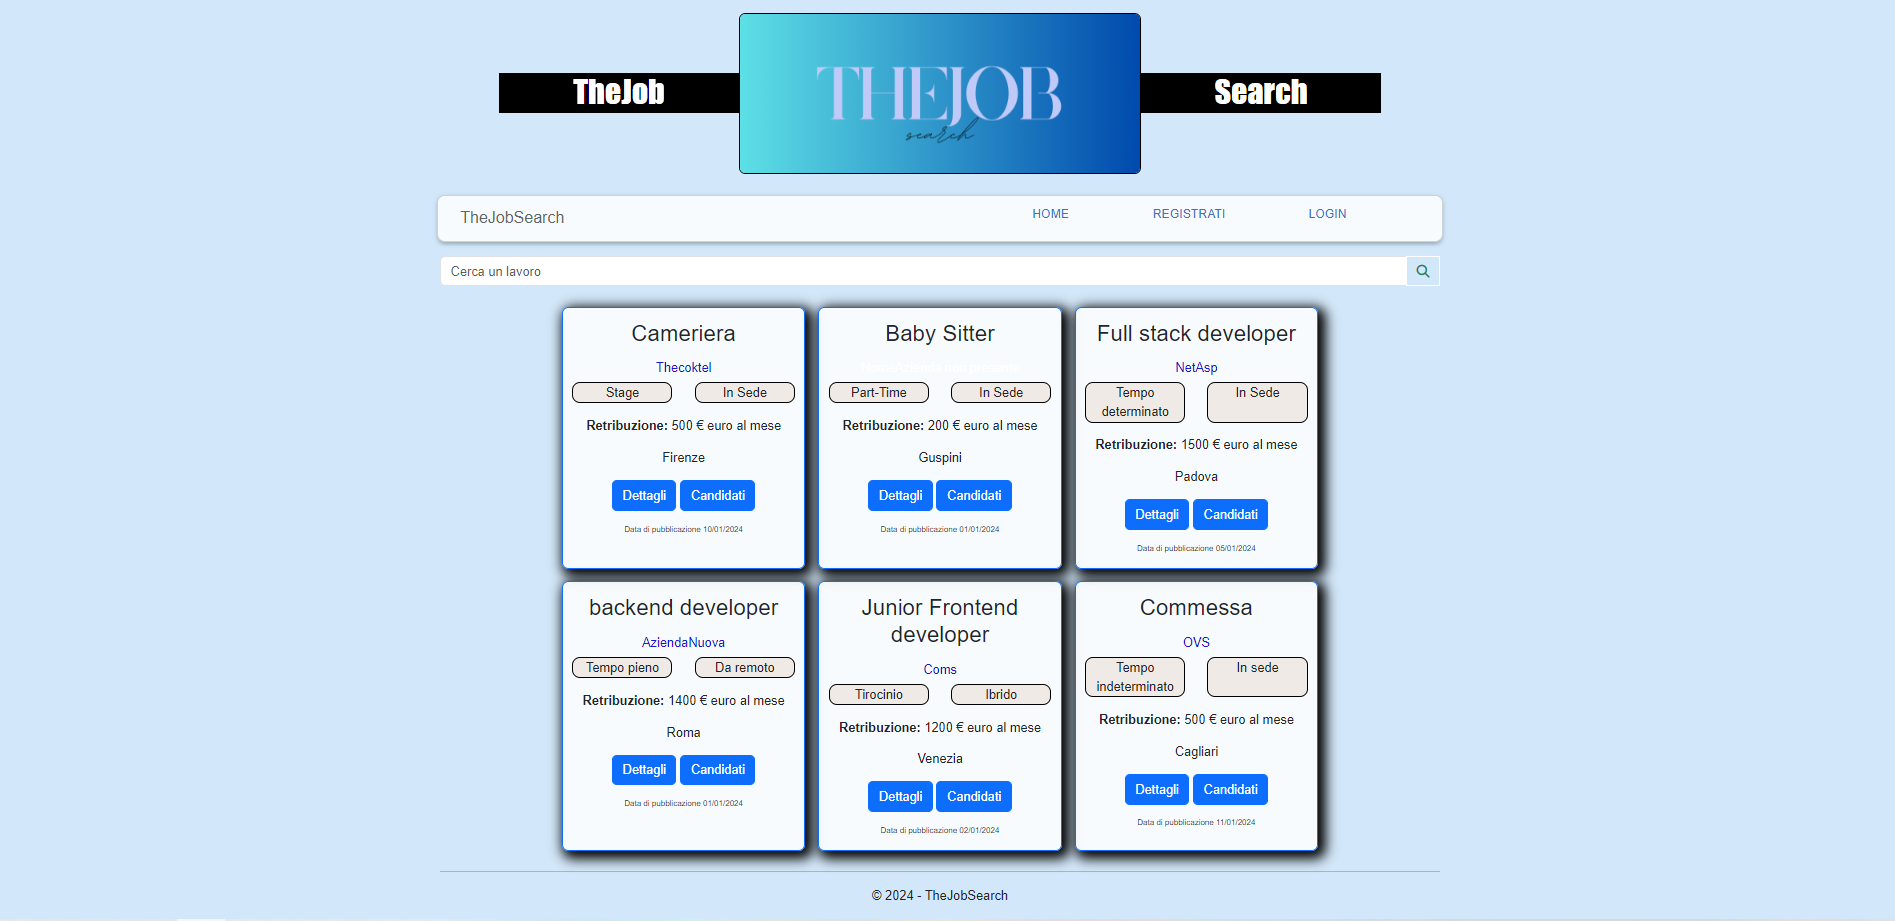 TheJob
THEJOB
search
Search
TheJobSearch
HOME
REGISTRATI
LOGIN
Cerca un lavoro
Cameriera
Thecoktel
Stage
In Sede
Retribuzione: 500 € euro al mese
Firenze
Dettagli
Candidati
Data di pubblicazione 10/01/2024
Baby Sitter
Part-Time
In Sede
Retribuzione: 200 € euro al mese
Guspini
Dettagli
Candidati
Data di pubblicazione 01/01/2024
Full stack developer
NetAsp
Tempo
determinato
In Sede
Retribuzione: 1500 € euro al mese
Padova
Dettagli
Candidati
Data di pubblicazione 05/01/2024
backend developer
AziendaNuova
Tempo pieno
Da remoto
Retribuzione: 1400 € euro al mese
Roma
Dettagli
Candidati
Data di pubblicazione 01/01/2024
Junior Frontend
developer
Coms
Tirocinio
Ibrido
Retribuzione: 1200 € euro al mese
Venezia
Dettagli
Candidati
Data di pubblicazione 02/01/2024
Commessa
OVS
Tempo
indeterminato
In sede
Retribuzione: 500 € euro al mese
Cagliari
Dettagli
Candidati
Data di pubblicazione 11/01/2024
© 2024 - TheJobSearch